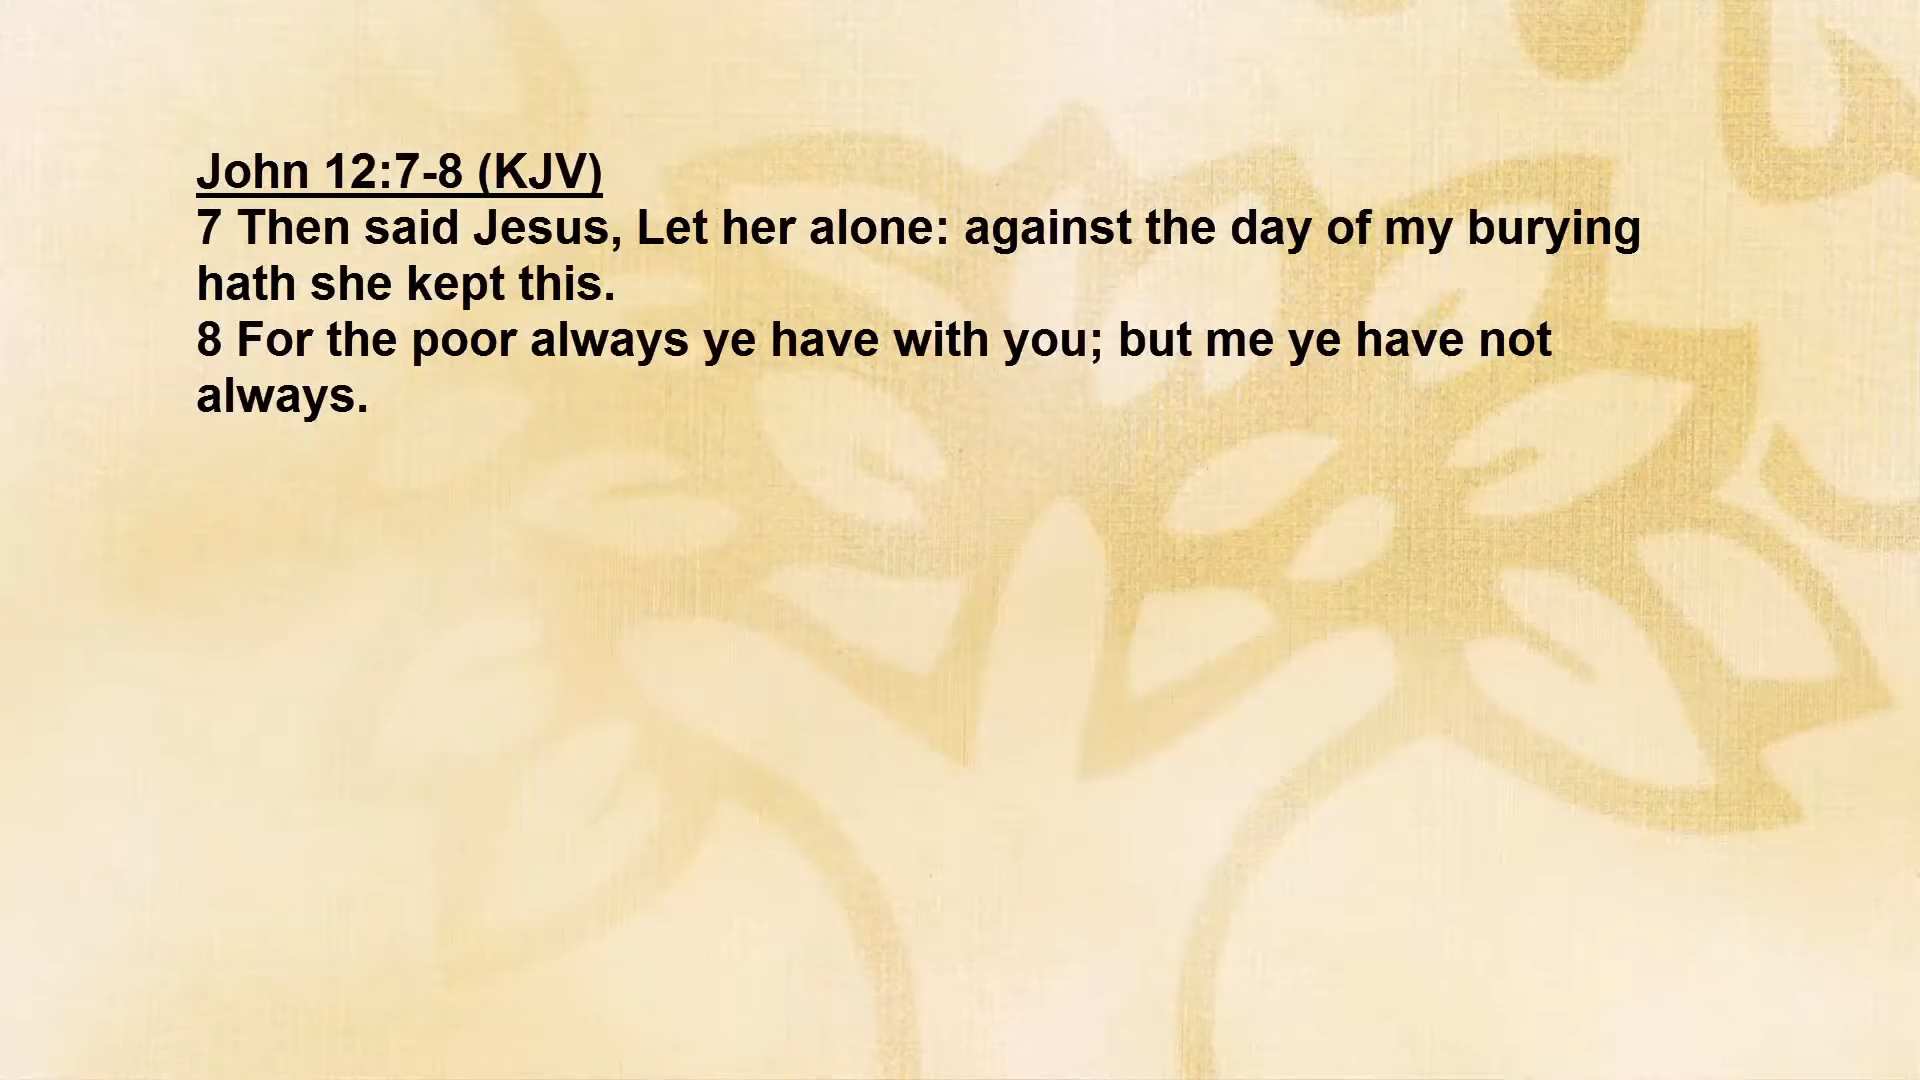 John 12:7-8 (KJV)
7 Then said Jesus, Let her alone: against the day of my burying
hath she kept this.
8 For the poor always ye have with you; but me ye have not
always.